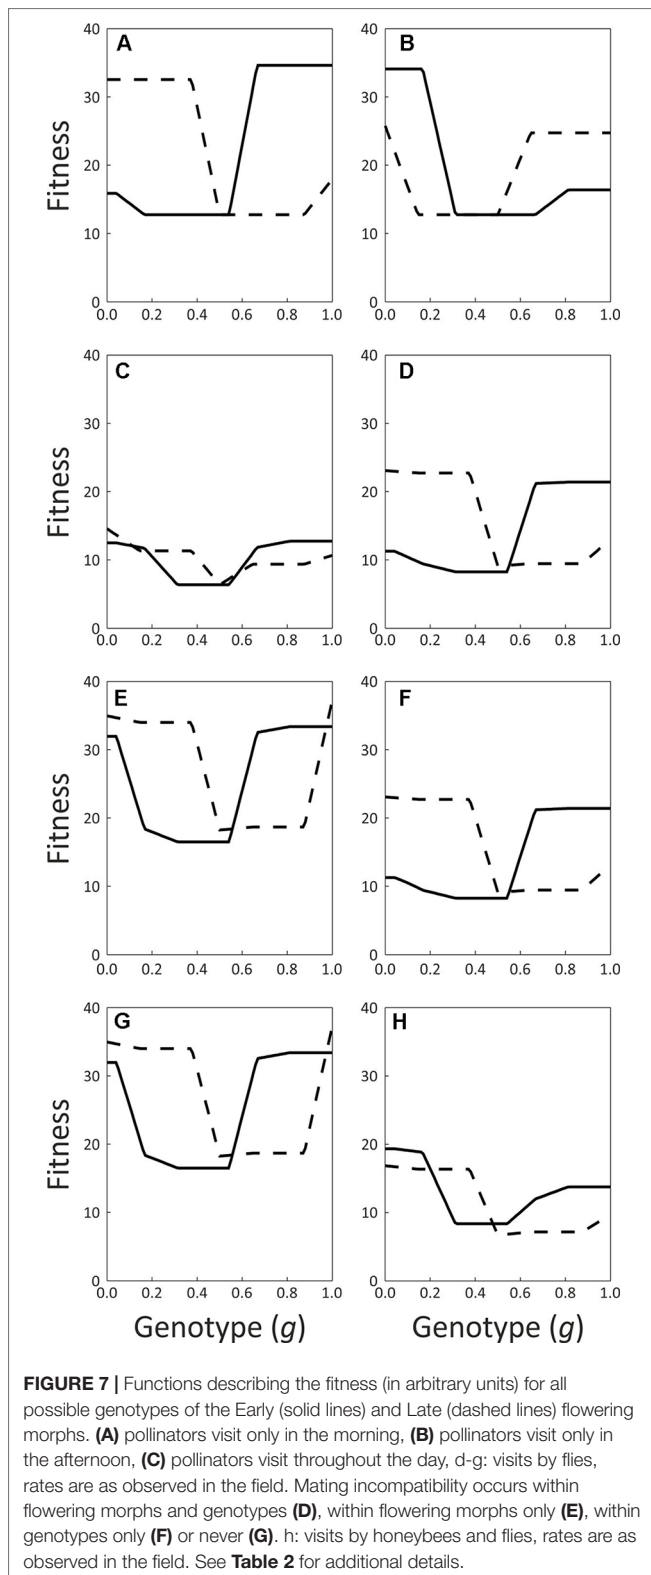 A
B
40
30
20
10
0
Fitness
0.0 0.2 0.4 0.6 0.8 1.0
40
30
20
10
0
0.0 0.2 0.4 0.6 0.8 1.0
C
D
40
30
20
10
0
Fitness
0.0 0.2 0.4 0.6 0.8 1.0
40
30
20
10
0
0.0 0.2 0.4 0.6 0.8 1.0
E
F
40
30
20
10
0
Fitness
0.0 0.2 0.4 0.6 0.8 1.0
40
30
20
10
0
0.0 0.2 0.4 0.6 0.8 1.0
G
H
40
30
20
10
0
Fitness
0.0 0.2 0.4 0.6 0.8 1.0
40
30
20
10
0
0.0 0.2 0.4 0.6 0.8 1.0
Genotype (g)
Genotype (g)
FIGURE 7 | Functions describing the fitness (in arbitrary units) for all
possible genotypes of the Early (solid lines) and Late (dashed lines) flowering
morphs. (A) pollinators visit only in the morning, (B) pollinators visit only in
the afternoon, (C) pollinators visit throughout the day, d-g: visits by flies,
rates are as observed in the field. Mating incompatibility occurs within
flowering morphs and genotypes (D), within flowering morphs only (E), within
genotypes only (F) or never (G). h: visits by honeybees and flies, rates are as
observed in the field. See Table 2 for additional details.